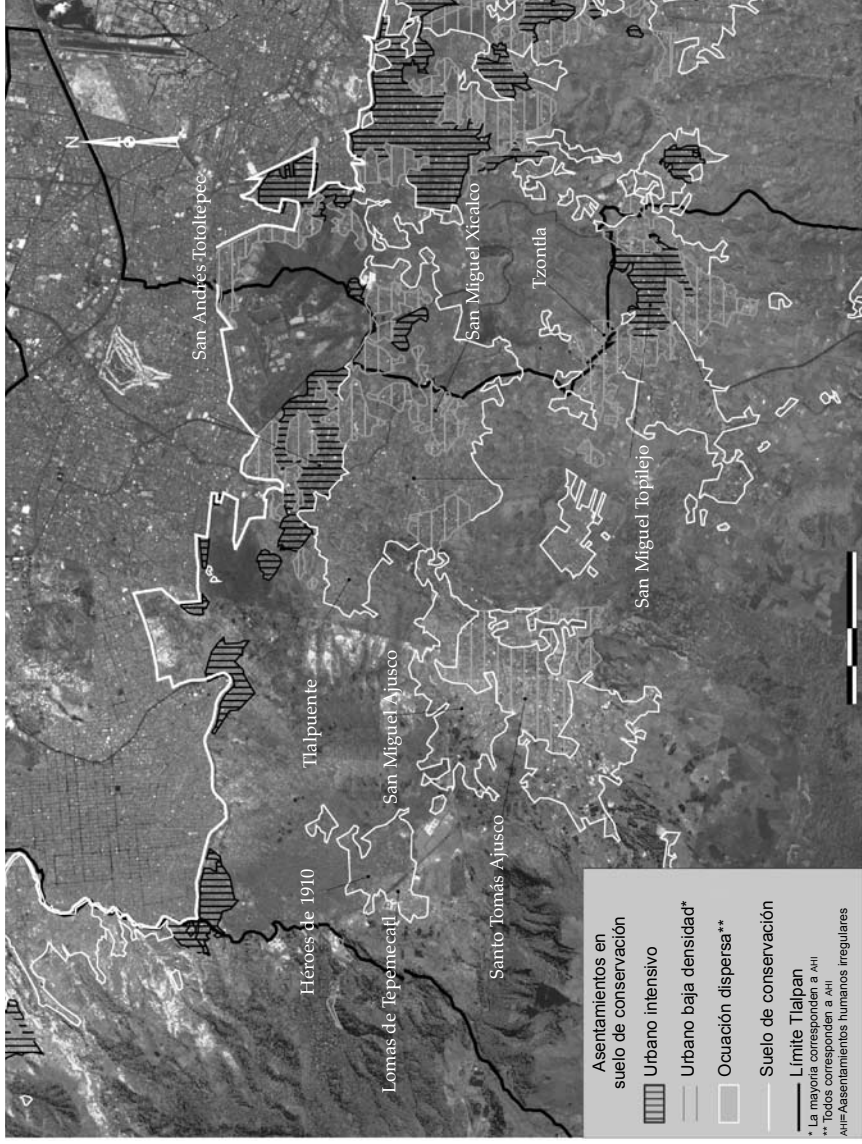 N
San Andrés Totoltepec
San Miguel Xicalco
Tzontla
San Miguel Topilejo
Tlalpuente
San Miguel Ajusco
Héroes de 1910
Lomas de Tepemecatl
Santo Tomás Ajusco
Asentamientos en
suelo de conservación
Urbano intensivo
Urbano baja densidad*
Ocuación dispersa**
Suelo de conservación
Límite Tlalpan
* La mayoría corresponden a AHI
** Todos corresponden a AHI
AHI=Aasentamientos humanos irregulares